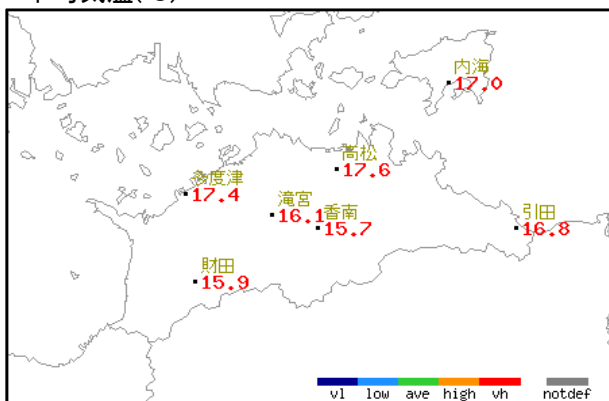 内海
17.0
高松
17.6
多度津
17.4
滝宮
16.1
香南
15.7
引田
16.8
財田
15.9
vl low ave high vh notdef